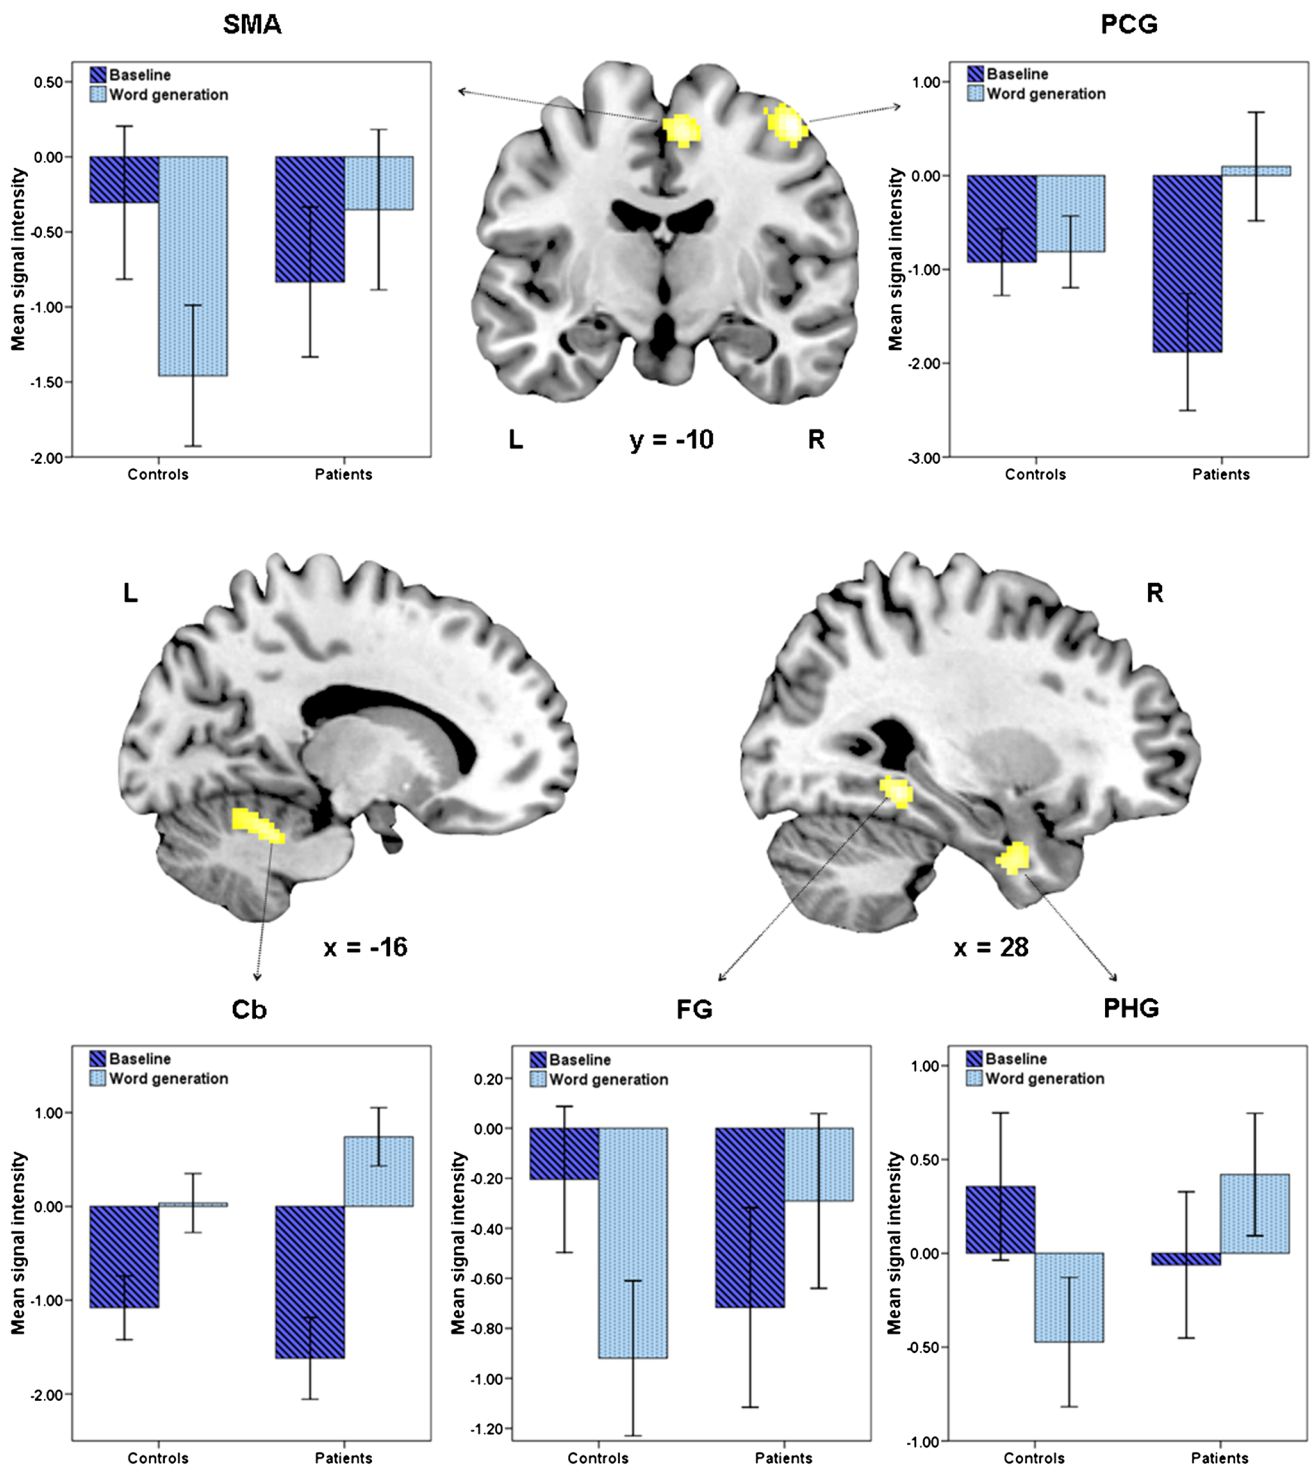 SMA
PCG
Baseline
Word generation
0.50
0.00
-0.50
-1.00
-1.50
-2.00
Mean signal intensity
Controls
Patients
L
y = -10
R
Baseline
Word generation
1.00
0.00
-1.00
-2.00
-3.00
Mean signal intensity
Controls
Patients
L
R
x = -16
x = 28
Cb
FG
PHG
Baseline
Word generation
1.00
0.00
-1.00
-2.00
Mean signal intensity
Controls
Patients
Baseline
Word generation
0.20
0.00
-0.20
-0.40
-0.60
-0.80
-1.00
-1.20
Mean signal intensity
Controls
Patients
Baseline
Word generation
1.00
0.50
0.00
-0.50
-1.00
Mean signal intensity
Controls
Patients